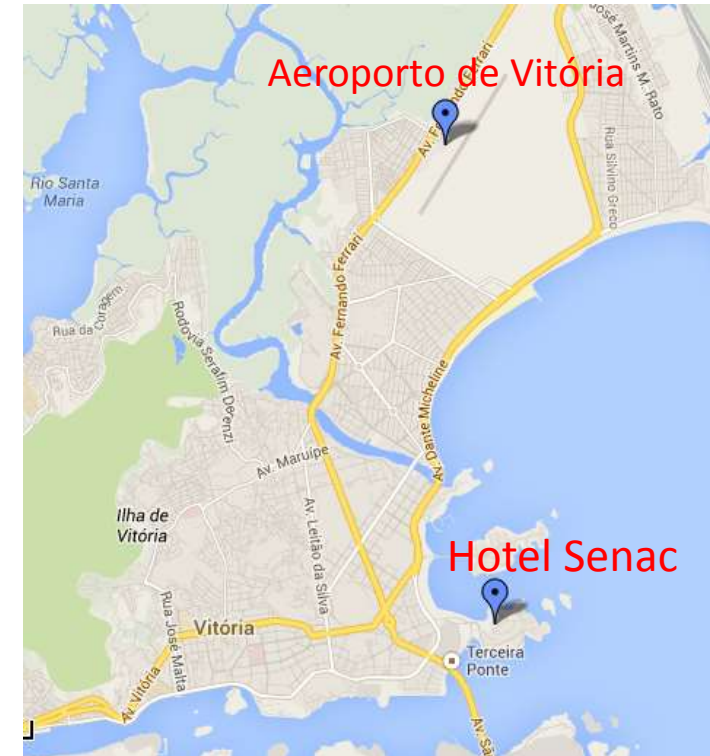 José Martins M. Rato
Aeroporto de Vitória
Av. Fernando Ferrari
Rua Silvino Greco
Rio Santa
Maria
Av. Fernando Ferrari
Rua da Coragem
Rodovia Serafim Derenzi
Av. Dante Micheline
Av. Maruípe
Av. Leitão da Silva
Ilha de
Vitória
Hotel Senac
Rua José Malta
Vitória
Terceira
Ponte
Av. Vitória
Av. Sã